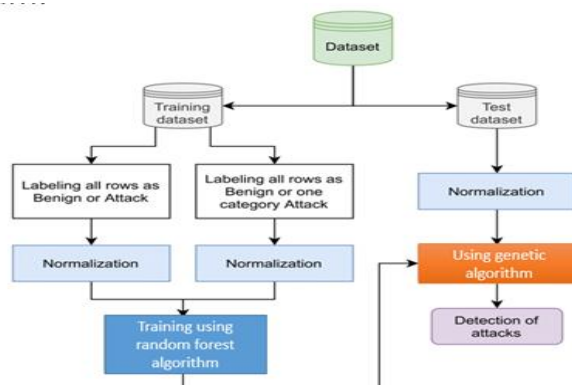 Dataset
Training
dataset
Test
dataset
Labeling all rows as
Benign or Attack
Labeling all rows as
Benign or one
category Attack
Normalization
Normalization
Normalization
Using genetic
algorithm
Training using
random forest
algorithm
Detection of
attacks